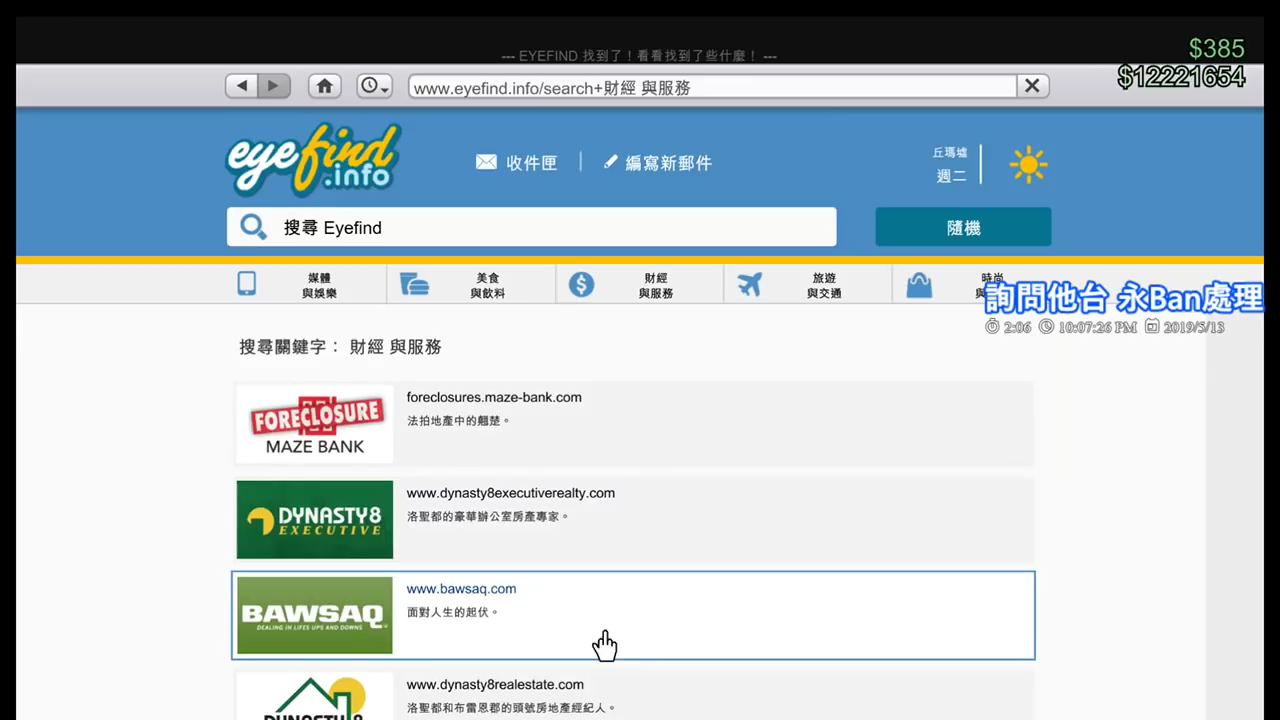 --- EYEFIND 找到了！看看找到了些什麼！ ---
$385
$12221654
www.eyefind.info/search+財經 與服務
eyefind
.info
收件匣
編寫新郵件
丘瑪墟
週二
搜尋 Eyefind
隨機
媒體
與娛樂
美食
與飲料
財經
與服務
旅遊
與交通
時尚
詢問他台 永Ban處理
2:06 10:07:26 PM 2019/5/13
搜尋關鍵字： 財經 與服務
FORECLOSURE
MAZE BANK
foreclosures.maze-bank.com
法拍地產中的翹楚。
DYNASTY8
EXECUTIVE
www.dynasty8executiverealty.com
洛聖都的豪華辦公室房產專家。
BAWSAQ
DEALING IN LIFES UPS AND DOWNS
www.bawsaq.com
面對人生的起伏。
DYNASTY 8
www.dynasty8realestate.com
洛聖都和布雷恩郡的頭號房地產經紀人。